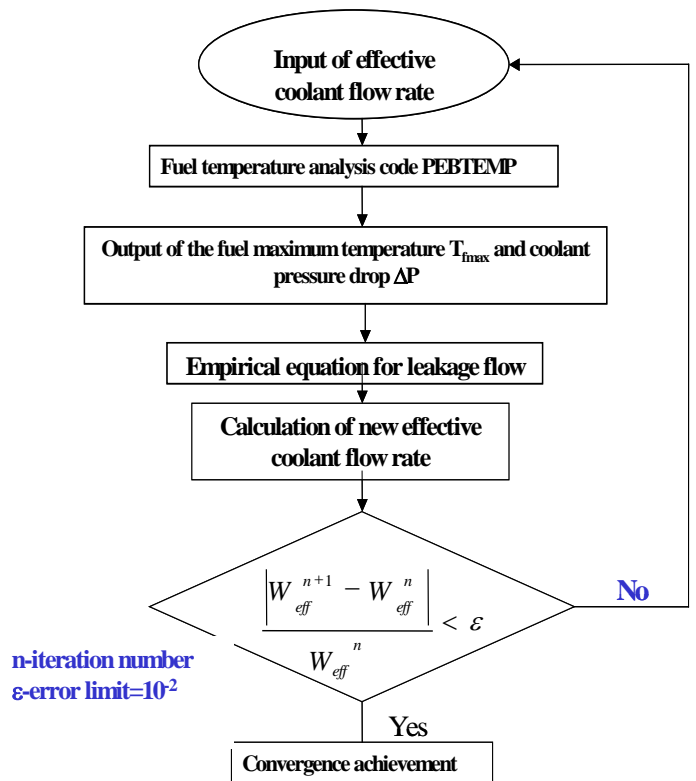 Input of effective
coolant flow rate
Fuel temperature analysis code PEBTEMP
Output of the fuel maximum temperature T_fmax and coolant
pressure drop ΔP
Empirical equation for leakage flow
Calculation of new effective
coolant flow rate
|W_eff^{n+1} − W_eff^n| / W_eff^n < ε
No
n-iteration number
ε-error limit=10^-2
Yes
Convergence achievement